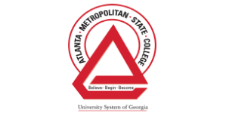 ATLANTA · METROPOLITAN · STATE · COLLEGE
Believe · Begin · Become
University System of Georgia